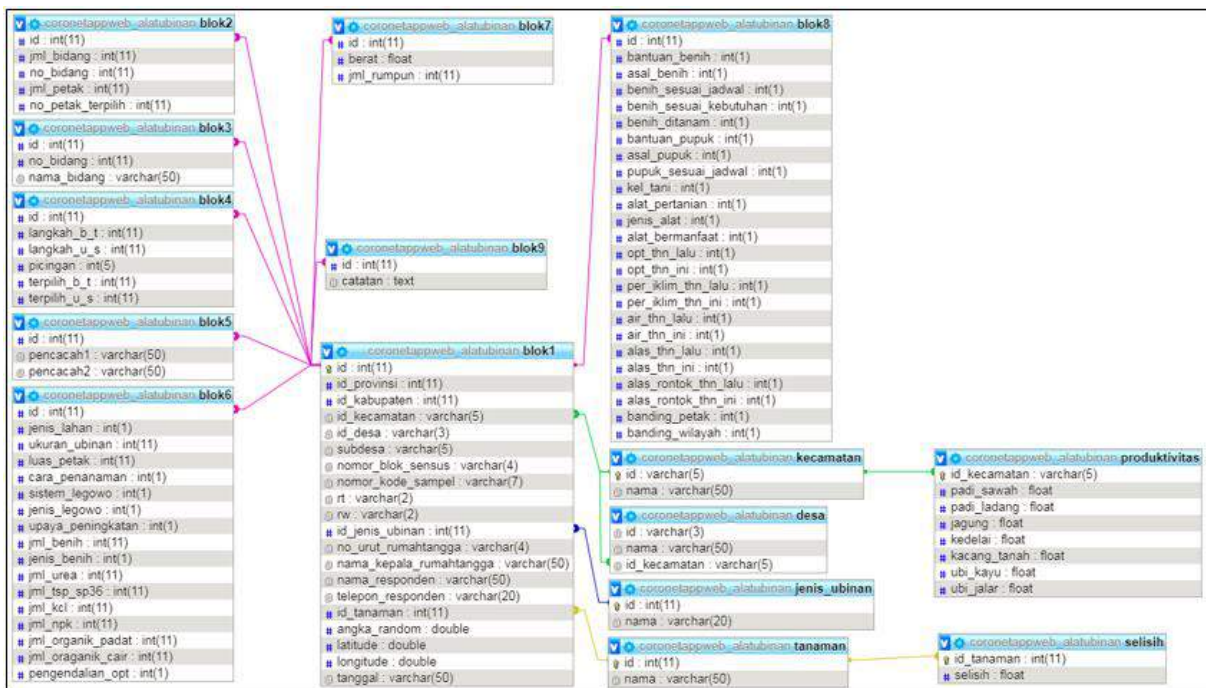 coronetappweb_alatubinan blok2
id : int(11)
jml_bidang : int(11)
no_bidang : int(11)
jml_petak : int(11)
no_petak_terpilih : int(11)
coronetappweb_alatubinan blok3
id : int(11)
no_bidang : int(11)
nama_bidang : varchar(50)
coronetappweb_alatubinan blok4
id : int(11)
langkah_b_t : int(11)
langkah_u_s : int(11)
picingan : int(5)
terpilih_b_t : int(11)
terpilih_u_s : int(11)
coronetappweb_alatubinan blok5
id : int(11)
pencacah1 : varchar(50)
pencacah2 : varchar(50)
coronetappweb_alatubinan blok6
id : int(11)
jenis_lahan : int(1)
ukuran_ubinan : int(11)
luas_petak : int(11)
cara_penanaman : int(1)
sistem_legowo : int(1)
jenis_legowo : int(1)
upaya_peningkatan : int(1)
jml_benih : int(11)
jenis_benih : int(1)
jml_urea : int(11)
jml_tsp_sp36 : int(11)
jml_kcl : int(11)
jml_npk : int(11)
jml_organik_padat : int(11)
jml_oraganik_cair : int(11)
pengendalian_opt : int(1)
coronetappweb_alatubinan blok7
id : int(11)
berat : float
jml_rumpun : int(11)
coronetappweb_alatubinan blok9
id : int(11)
catatan : text
coronetappweb_alatubinan blok1
id : int(11)
id_provinsi : int(11)
id_kabupaten : int(11)
id_kecamatan : varchar(5)
id_desa : varchar(3)
subdesa : varchar(5)
nomor_blok_sensus : varchar(4)
nomor_kode_sampel : varchar(7)
rt : varchar(2)
rw : varchar(2)
id_jenis_ubinan : int(11)
no_urut_rumahtangga : varchar(4)
nama_kepala_rumahtangga : varchar(50)
nama_responden : varchar(50)
telepon_responden : varchar(20)
id_tanaman : int(11)
angka_random : double
latitude : double
longitude : double
tanggal : varchar(50)
coronetappweb_alatubinan blok8
id : int(11)
bantuan_benih : int(1)
asal_benih : int(1)
benih_sesuai_jadwal : int(1)
benih_sesuai_kebutuhan : int(1)
benih_ditanam : int(1)
bantuan_pupuk : int(1)
asal_pupuk : int(1)
pupuk_sesuai_jadwal : int(1)
kel_tani : int(1)
alat_pertanian : int(1)
jenis_alat : int(1)
alat_bermanfaat : int(1)
opt_thn_lalu : int(1)
opt_thn_ini : int(1)
per_iklim_thn_lalu : int(1)
per_iklim_thn_ini : int(1)
air_thn_lalu : int(1)
air_thn_ini : int(1)
alas_thn_lalu : int(1)
alas_thn_ini : int(1)
alas_rontok_thn_lalu : int(1)
alas_rontok_thn_ini : int(1)
banding_petak : int(1)
banding_wilayah : int(1)
coronetappweb_alatubinan kecamatan
id : varchar(5)
nama : varchar(50)
coronetappweb_alatubinan desa
id : varchar(3)
nama : varchar(50)
id_kecamatan : varchar(5)
coronetappweb_alatubinan jenis_ubinan
id : int(11)
nama : varchar(20)
coronetappweb_alatubinan tanaman
id : int(11)
nama : varchar(50)
coronetappweb_alatubinan produktivitas
id_kecamatan : varchar(5)
padi_sawah : float
padi_ladang : float
jagung : float
kedelai : float
kacang_tanah : float
ubi_kayu : float
ubi_jalar : float
coronetappweb_alatubinan selisih
id_tanaman : int(11)
selisih : float